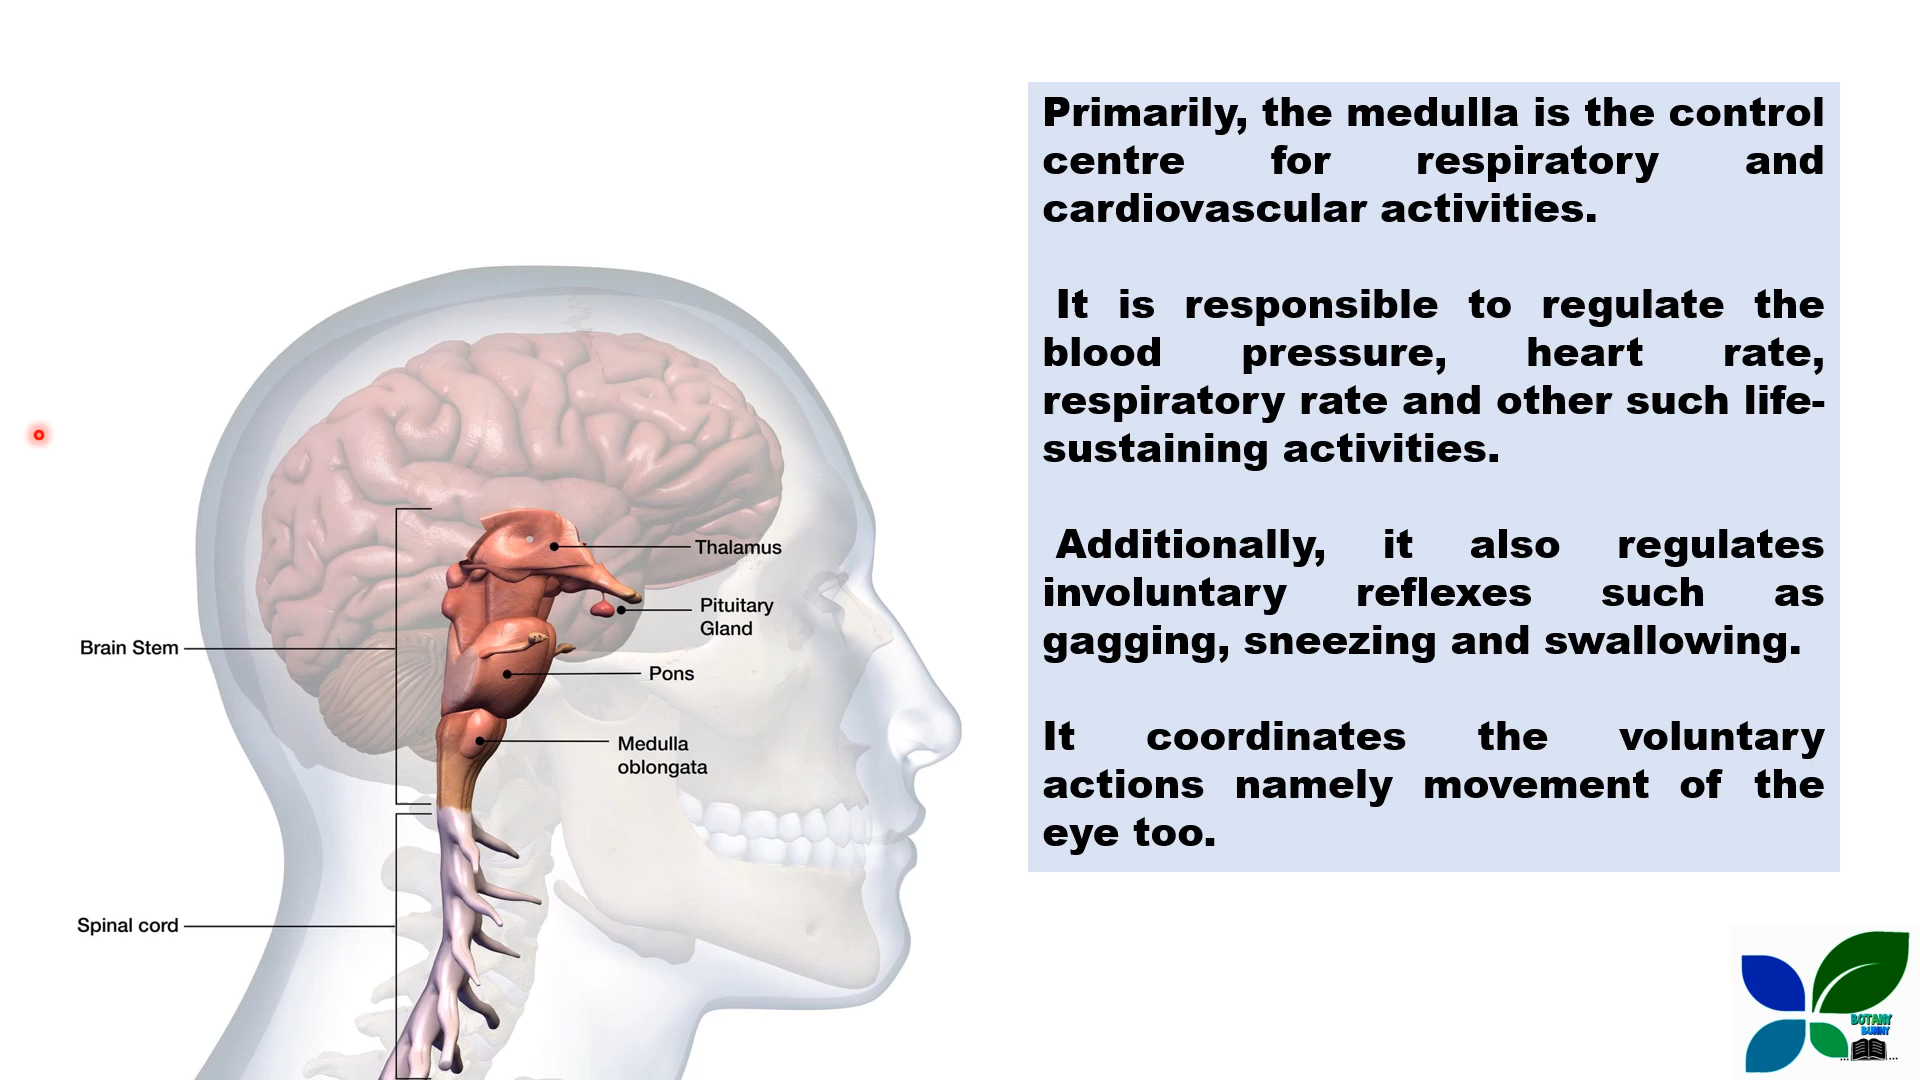 Primarily, the medulla is the control
centre for respiratory and
cardiovascular activities.
It is responsible to regulate the
blood pressure, heart rate,
respiratory rate and other such life-
sustaining activities.
Additionally, it also regulates
involuntary reflexes such as
gagging, sneezing and swallowing.
It coordinates the voluntary
actions namely movement of the
eye too.
Thalamus
Pituitary
Gland
Brain Stem
Pons
Medulla
oblongata
Spinal cord
BOTANY
BUNNY